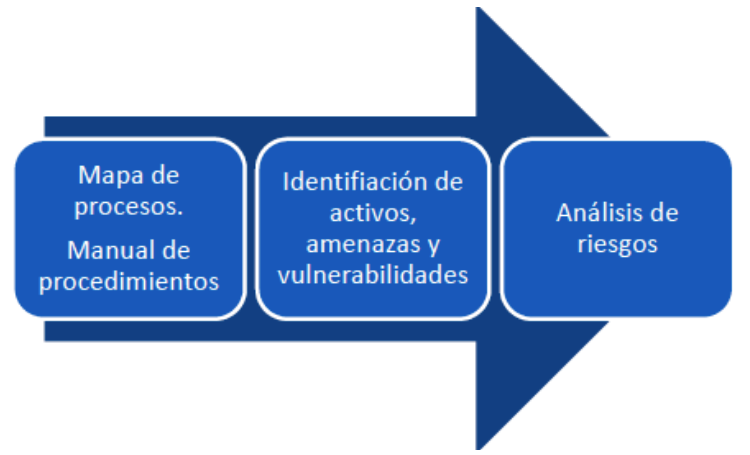 Mapa de
procesos.
Manual de
procedimientos
Identifiación de
activos,
amenazas y
vulnerabilidades
Análisis de
riesgos